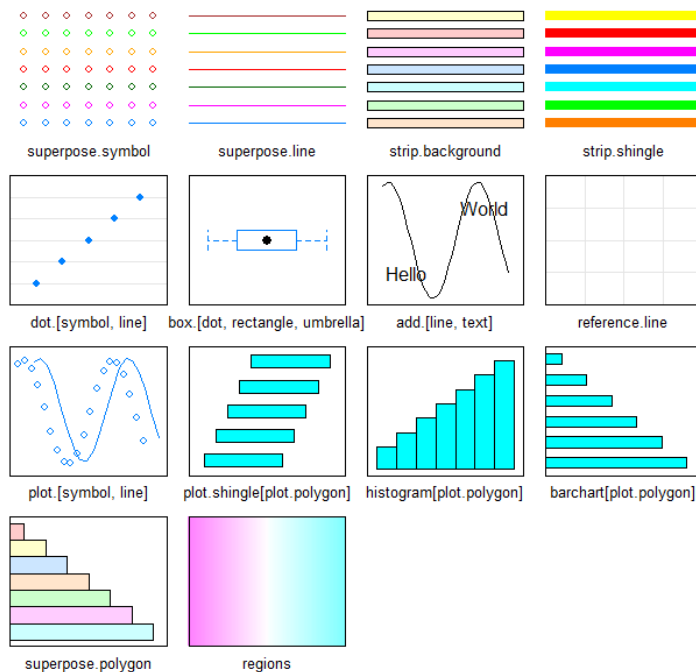 superpose.symbol
superpose.line
strip.background
strip.shingle
World
Hello
dot.[symbol, line]
box.[dot, rectangle, umbrella]
add.[line, text]
reference.line
plot.[symbol, line]
plot.shingle[plot.polygon]
histogram[plot.polygon]
barchart[plot.polygon]
superpose.polygon
regions